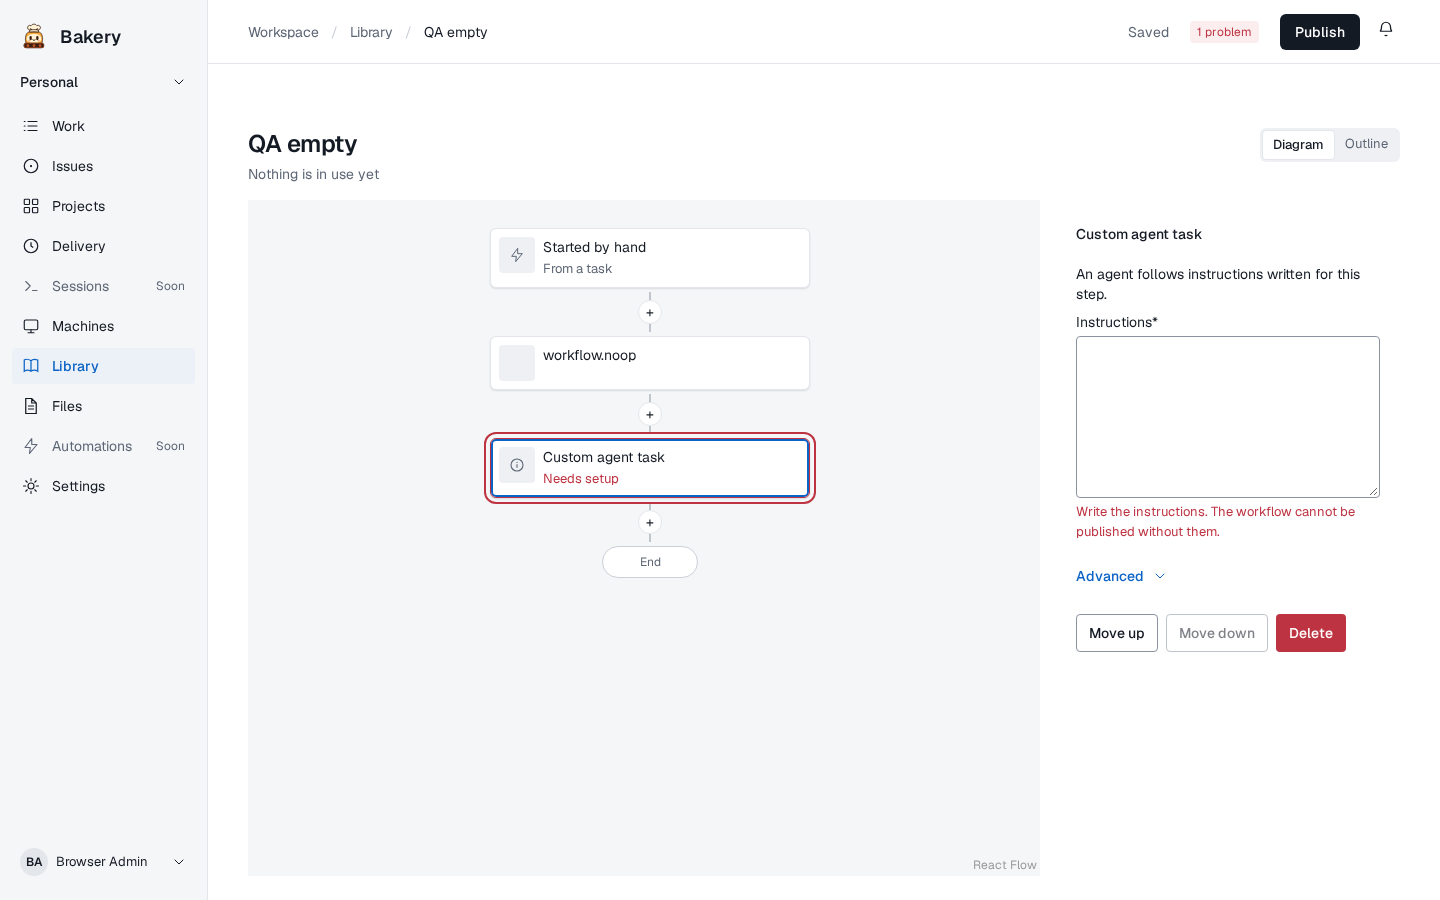 Bakery
Personal
Work
Issues
Projects
Delivery
Sessions Soon
Machines
Library
Files
Automations Soon
Settings
BA Browser Admin
Workspace / Library / QA empty
Saved
1 problem
Publish
QA empty
Nothing is in use yet
Diagram
Outline
Started by hand
From a task
+
workflow.noop
+
Custom agent task
Needs setup
+
End
React Flow
Custom agent task
An agent follows instructions written for this
step.
Instructions*
Write the instructions. The workflow cannot be
published without them.
Advanced
Move up
Move down
Delete